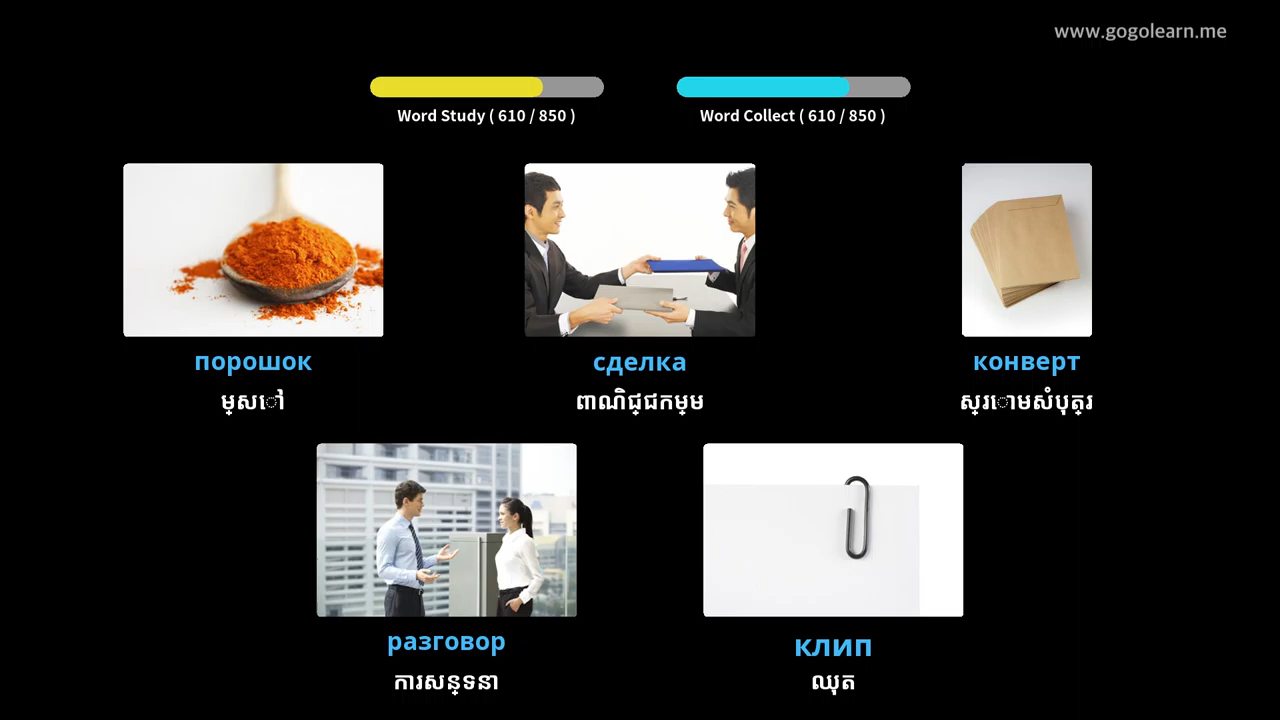 www.gogolearn.me
Word Study ( 610 / 850 )
Word Collect ( 610 / 850 )
порошок
сделка
конверт
ម្សៅ
ពាណិជ្ជកម្ម
ស្រោមសំបុត្រ
разговор
клип
ការសន្ទនា
ឈុត